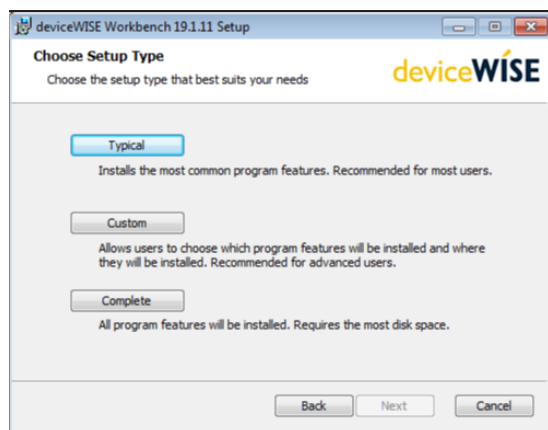 deviceWISE Workbench 19.1.11 Setup
Choose Setup Type
Choose the setup type that best suits your needs
deviceWISE
Typical
Installs the most common program features. Recommended for most users.
Custom
Allows users to choose which program features will be installed and where
they will be installed. Recommended for advanced users.
Complete
All program features will be installed. Requires the most disk space.
Back
Next
Cancel